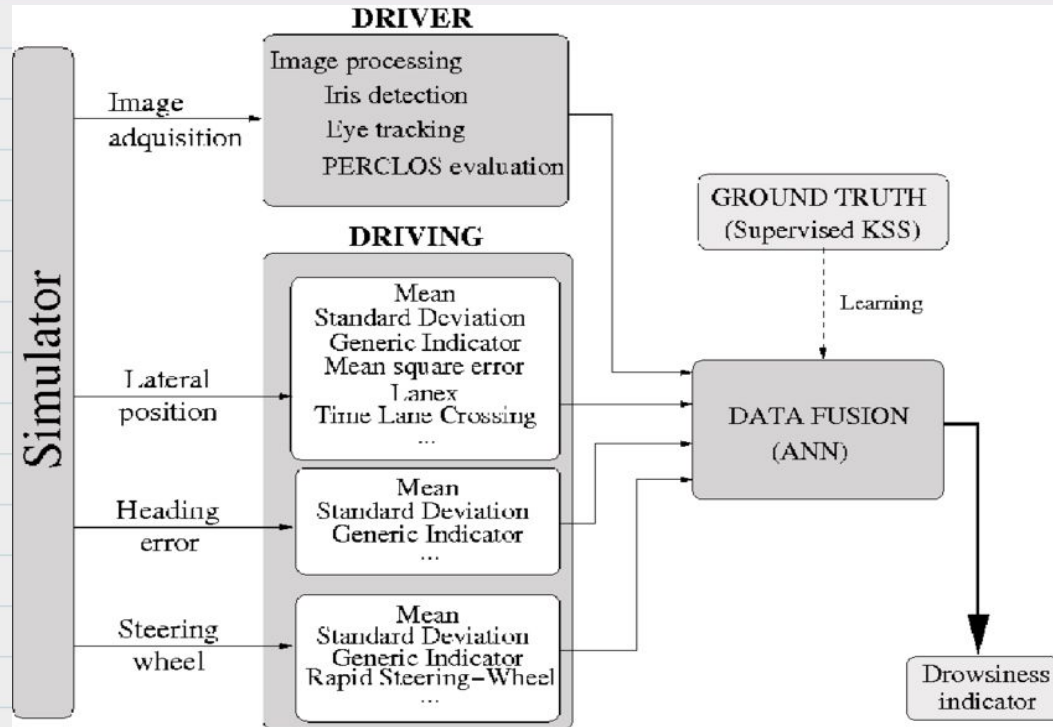 DRIVER
Image processing
Iris detection
Eye tracking
PERCLOS evaluation
Image
adquisition
GROUND TRUTH
(Supervised KSS)
Learning
DRIVING
Simulator
Mean
Standard Deviation
Generic Indicator
Mean square error
Lanex
Time Lane Crossing
...
Lateral
position
DATA FUSION
(ANN)
Mean
Standard Deviation
Generic Indicator
...
Heading
error
Mean
Standard Deviation
Generic Indicator
Rapid Steering-Wheel
...
Steering
wheel
Drowsiness
indicator